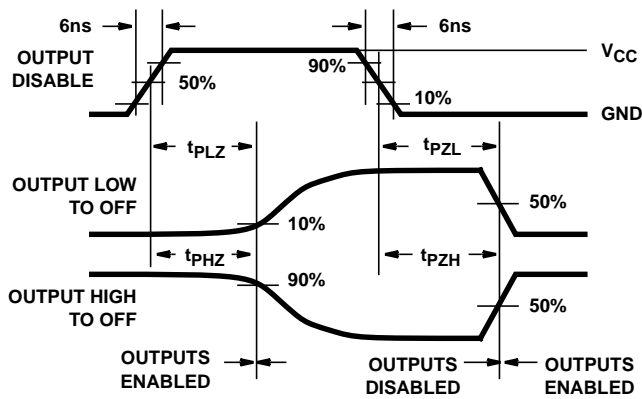 6ns
6ns
OUTPUT
DISABLE
90%
50%
10%
VCC
GND
tPLZ
tPZL
OUTPUT LOW
TO OFF
10%
50%
tPHZ
tPZH
OUTPUT HIGH
TO OFF
90%
50%
OUTPUTS
ENABLED
OUTPUTS
DISABLED
OUTPUTS
ENABLED